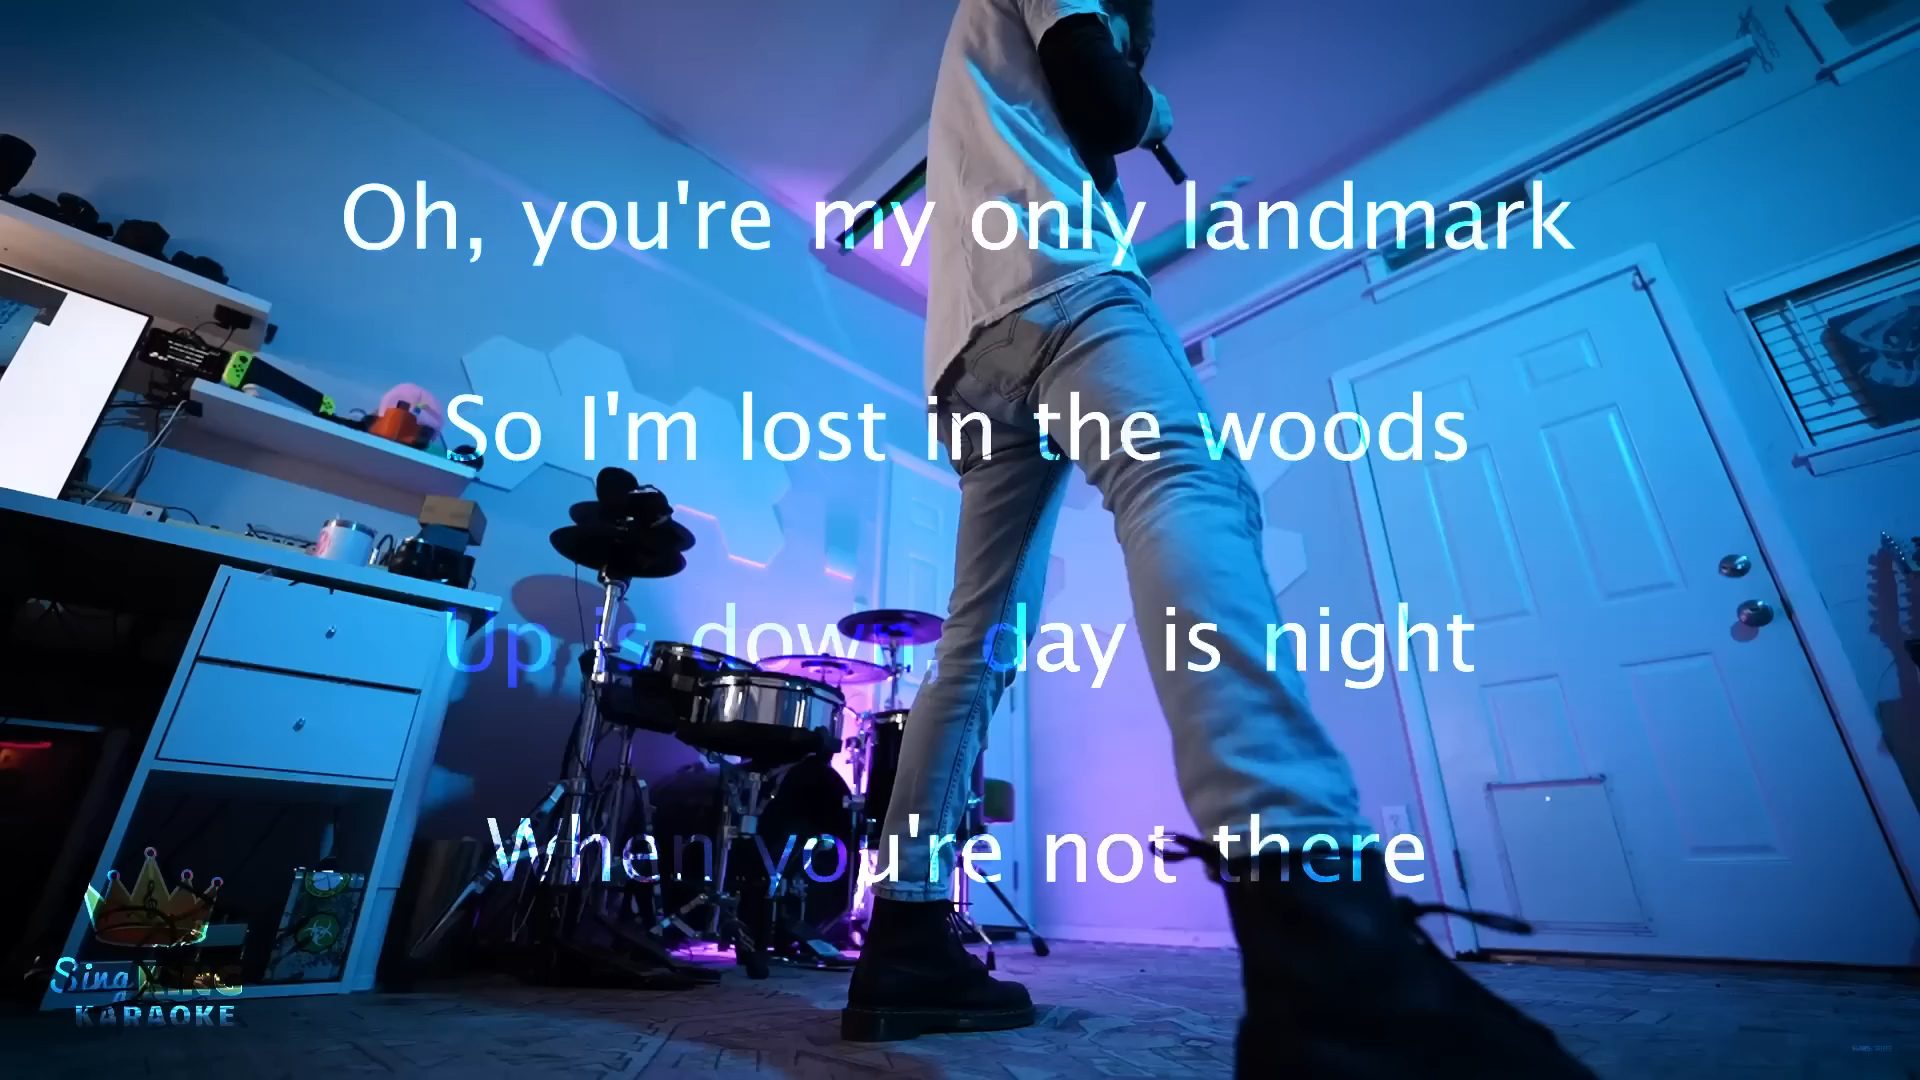 Oh, you're my only landmark
So I'm lost in the woods
Up is down, day is night
When you're not there
Sing KING
KARAOKE